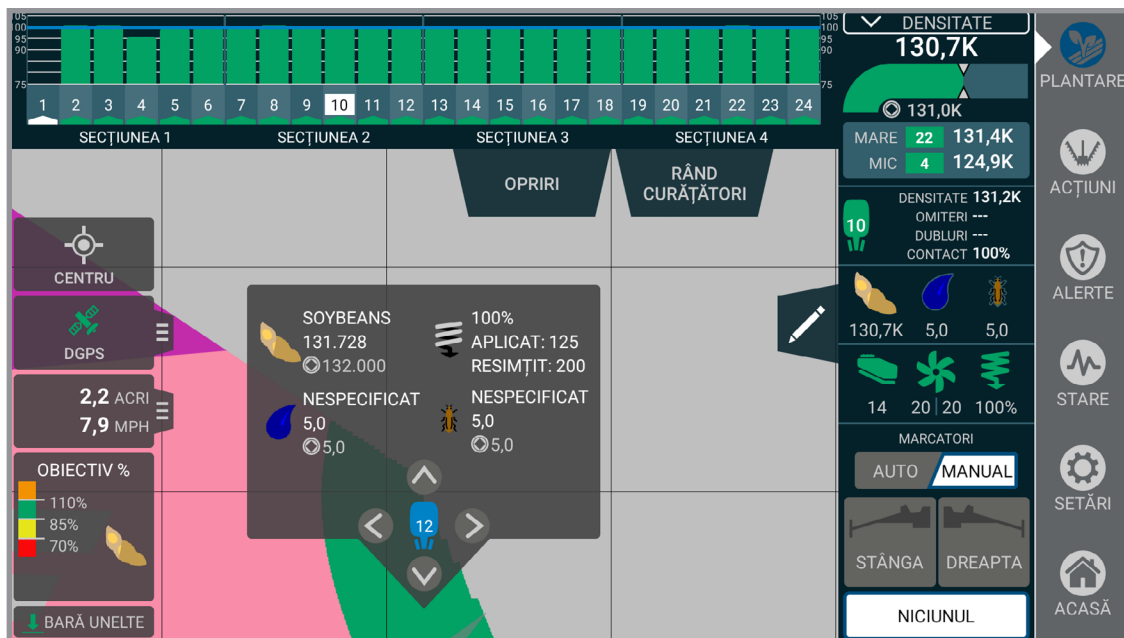 105
100
95
90
75
105
100
95
90
75
1 2 3 4 5 6 7 8 9 10 11 12 13 14 15 16 17 18 19 20 21 22 23 24
SECȚIUNEA 1 SECȚIUNEA 2 SECȚIUNEA 3 SECȚIUNEA 4
OPRIRI
RÂND
CURĂȚĂTORI
CENTRU
DGPS
2,2 ACRI
7,9 MPH
OBIECTIV %
110%
85%
70%
BARĂ UNELTE
SOYBEANS
131.728
132.000
100%
APLICAT: 125
RESIMȚIT: 200
NESPECIFICAT
5,0
5,0
NESPECIFICAT
5,0
5,0
12
DENSITATE
130,7K
131,0K
MARE 22 131,4K
MIC 4 124,9K
10
DENSITATE 131,2K
OMITERI ---
DUBLURI ---
CONTACT 100%
130,7K 5,0 5,0
14 20 20 100%
MARCATORI
AUTO MANUAL
STÂNGA DREAPTA
NICIUNUL
PLANTARE
ACȚIUNI
ALERTE
STARE
SETĂRI
ACASĂ